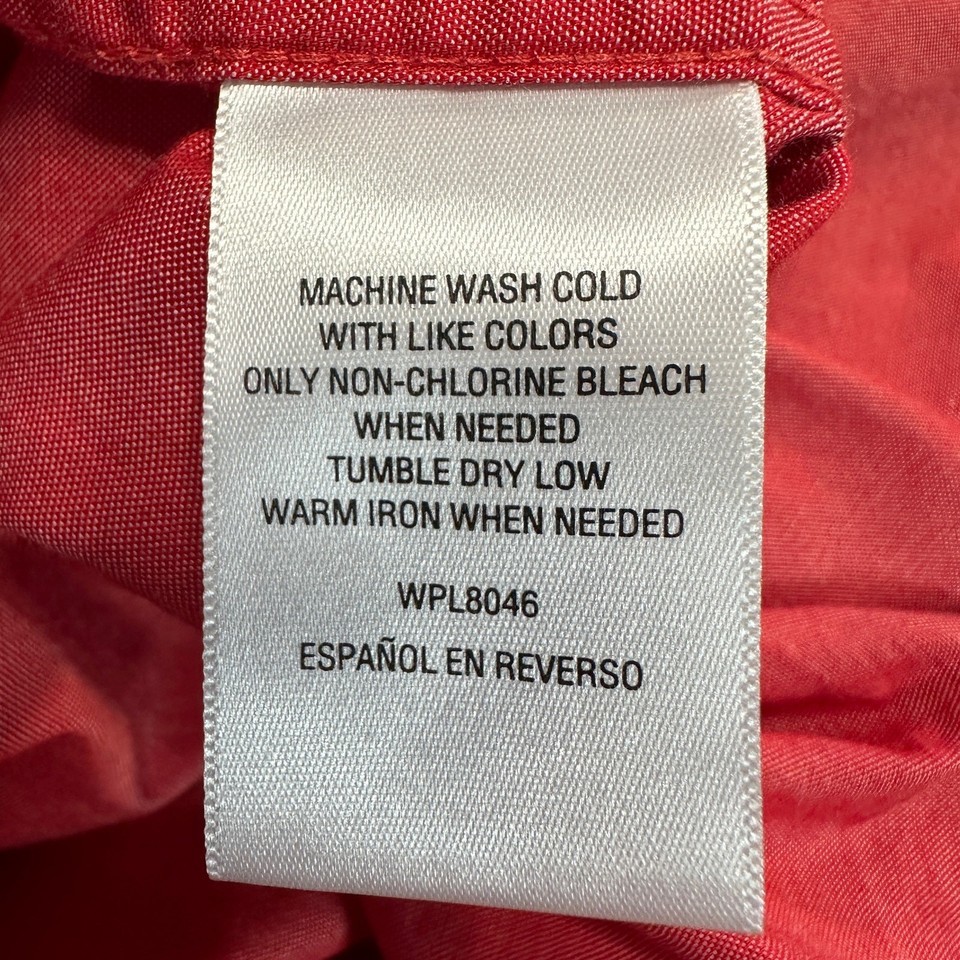 MACHINE WASH COLD
WITH LIKE COLORS
ONLY NON-CHLORINE BLEACH
WHEN NEEDED
TUMBLE DRY LOW
WARM IRON WHEN NEEDED
WPL8046
ESPAÑOL EN REVERSO